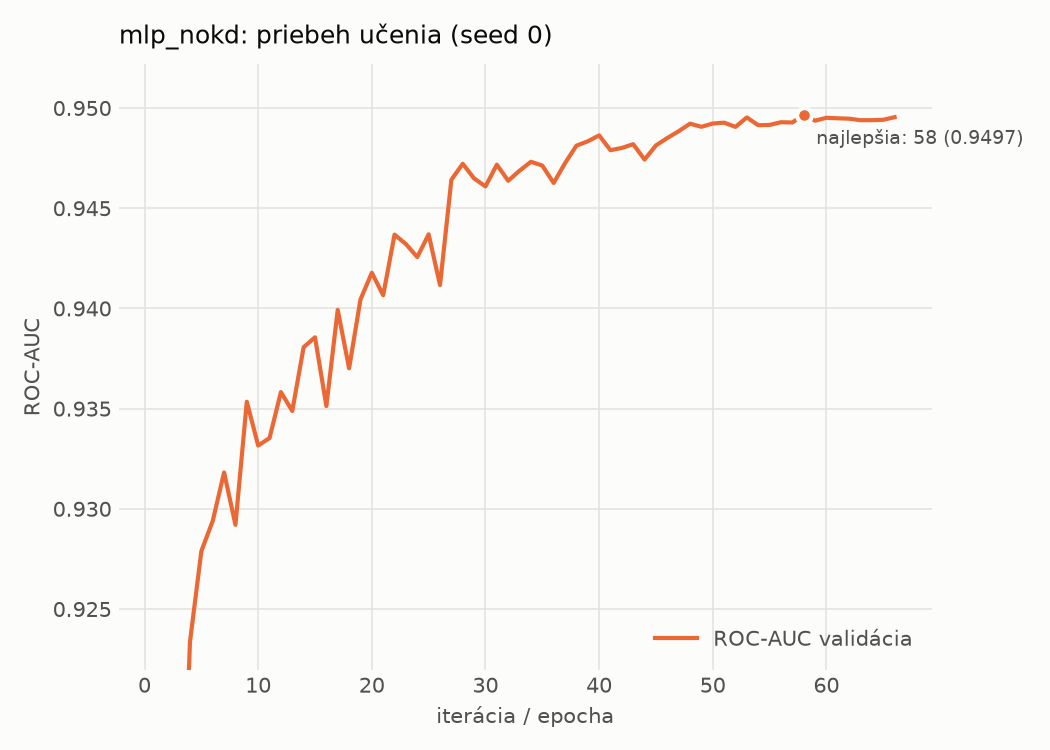 mlp_nokd: priebeh učenia (seed 0)
0.950
najlepšia: 58 (0.9497)
0.945
0.940
ROC-AUC
0.935
0.930
0.925
ROC-AUC validácia
0 10 20 30 40 50 60
iterácia / epocha